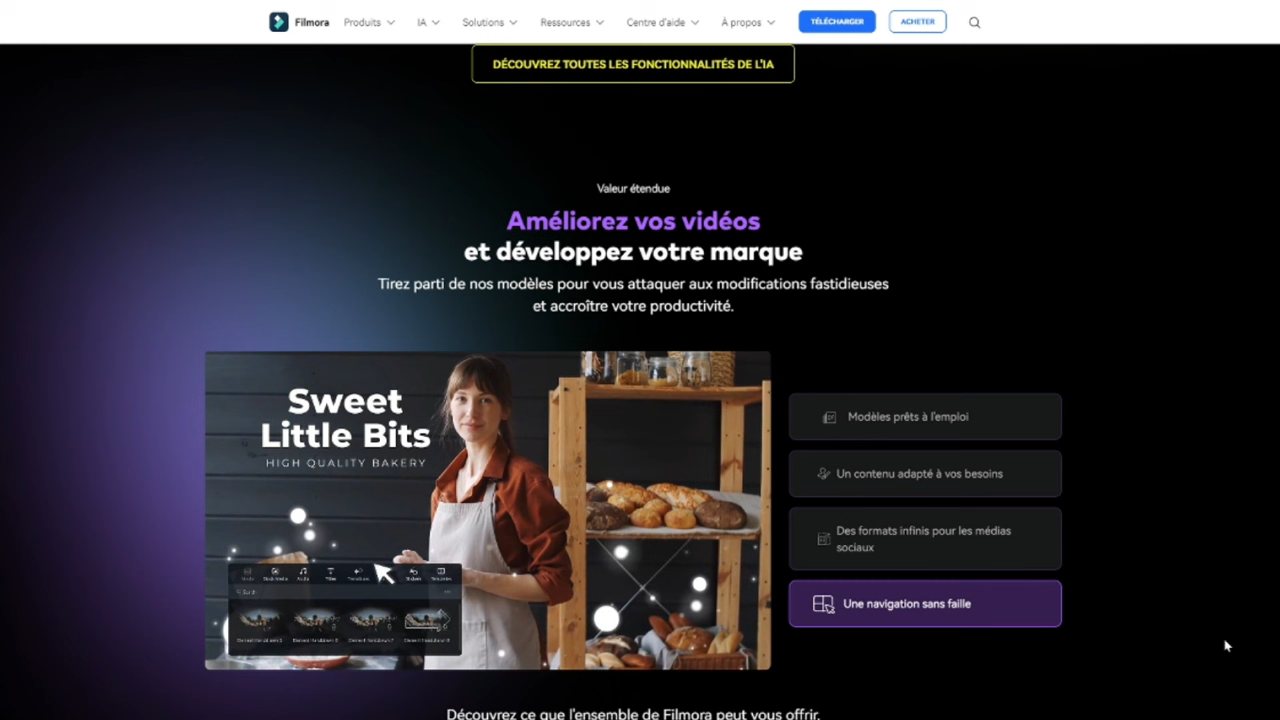 Filmora
Produits
IA
Solutions
Ressources
Centre d'aide
À propos
TÉLÉCHARGER
ACHETER
DÉCOUVREZ TOUTES LES FONCTIONNALITÉS DE L'IA
Valeur étendue
Améliorez vos vidéos
et développez votre marque
Tirez parti de nos modèles pour vous attaquer aux modifications fastidieuses
et accroître votre productivité.
Sweet
Little Bits
HIGH QUALITY BAKERY
Modèles prêts à l'emploi
Un contenu adapté à vos besoins
Des formats infinis pour les médias
sociaux
Une navigation sans faille
Découvrez ce que l'ensemble de Filmora peut vous offrir.